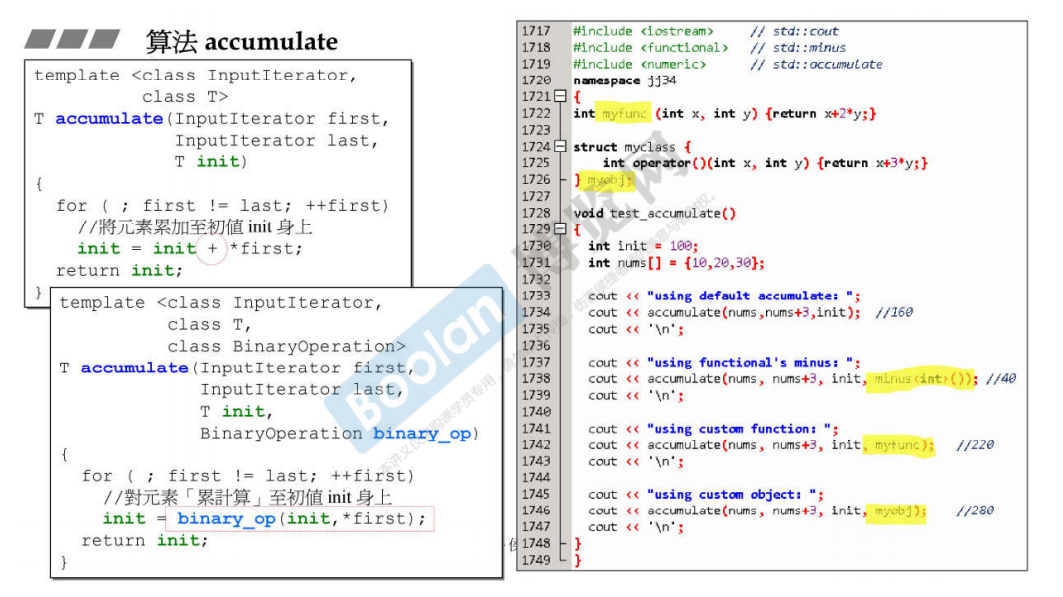 算法 accumulate
template <class InputIterator,
class T>
T accumulate(InputIterator first,
InputIterator last,
T init)
{
for ( ; first != last; ++first)
//將元素累加至初值 init 身上
init = init + *first;
return init;
}
template <class InputIterator,
class T,
class BinaryOperation>
T accumulate(InputIterator first,
InputIterator last,
T init,
BinaryOperation binary_op)
{
for ( ; first != last; ++first)
//對元素「累計算」至初值 init 身上
init = binary_op(init,*first);
return init;
}
1717 #include <iostream> // std::cout
1718 #include <functional> // std::minus
1719 #include <numeric> // std::accumulate
1720 namespace jj34
1721 {
1722 int myfunc (int x, int y) {return x+2*y;}
1723
1724 struct myclass {
1725 int operator()(int x, int y) {return x+3*y;}
1726 } myobj;
1727
1728 void test_accumulate()
1729 {
1730 int init = 100;
1731 int nums[] = {10,20,30};
1732
1733 cout << "using default accumulate: ";
1734 cout << accumulate(nums,nums+3,init); //160
1735 cout << '\n';
1736
1737 cout << "using functional's minus: ";
1738 cout << accumulate(nums, nums+3, init, minus<int>()); //40
1739 cout << '\n';
1740
1741 cout << "using custom function: ";
1742 cout << accumulate(nums, nums+3, init, myfunc); //220
1743 cout << '\n';
1744
1745 cout << "using custom object: ";
1746 cout << accumulate(nums, nums+3, init, myobj); //280
1747 cout << '\n';
1748 }
1749 }
Boolan
博览网